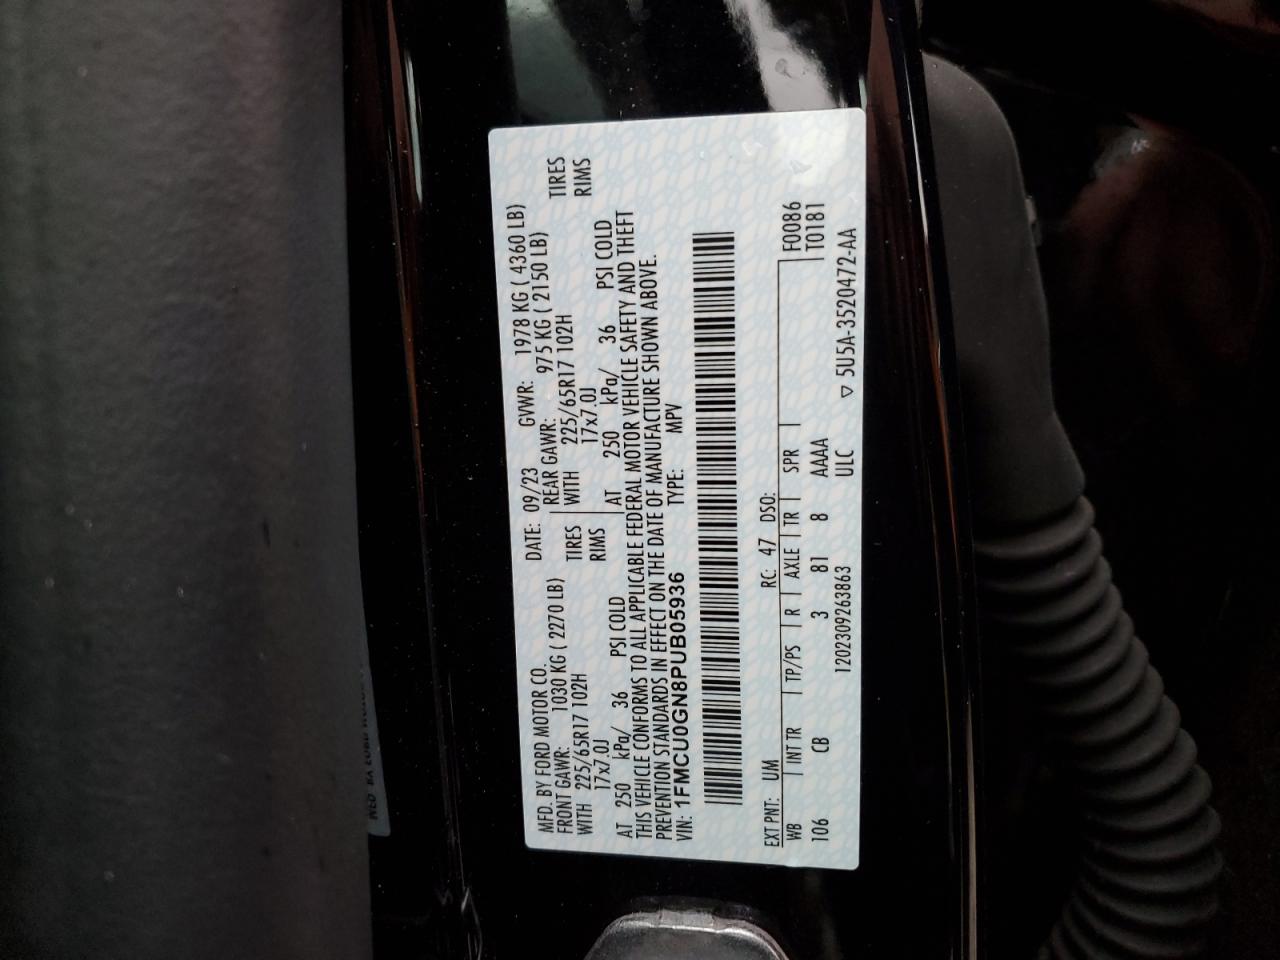 MFD. BY FORD MOTOR CO. DATE: 09/23 GVWR: 1978 KG ( 4360 LB)
FRONT GAWR: 1030 KG ( 2270 LB) REAR GAWR: 975 KG ( 2150 LB)
WITH 225/65R17 102H TIRES WITH 225/65R17 102H TIRES
17x7.0J RIMS 17x7.0J RIMS
AT 250 kPa/ 36 PSI COLD AT 250 kPa/ 36 PSI COLD
THIS VEHICLE CONFORMS TO ALL APPLICABLE FEDERAL MOTOR VEHICLE SAFETY AND THEFT
PREVENTION STANDARDS IN EFFECT ON THE DATE OF MANUFACTURE SHOWN ABOVE.
VIN: 1FMCU0GN8PUB05936 TYPE: MPV
EXT PNT: UM RC: 47 DSO: F0086
WB INT TR TP/PS R AXLE TR SPR T0181
106 CB 3 81 8 AAAA
1202309263863 ULC ▽ 5U5A-3520472-AA